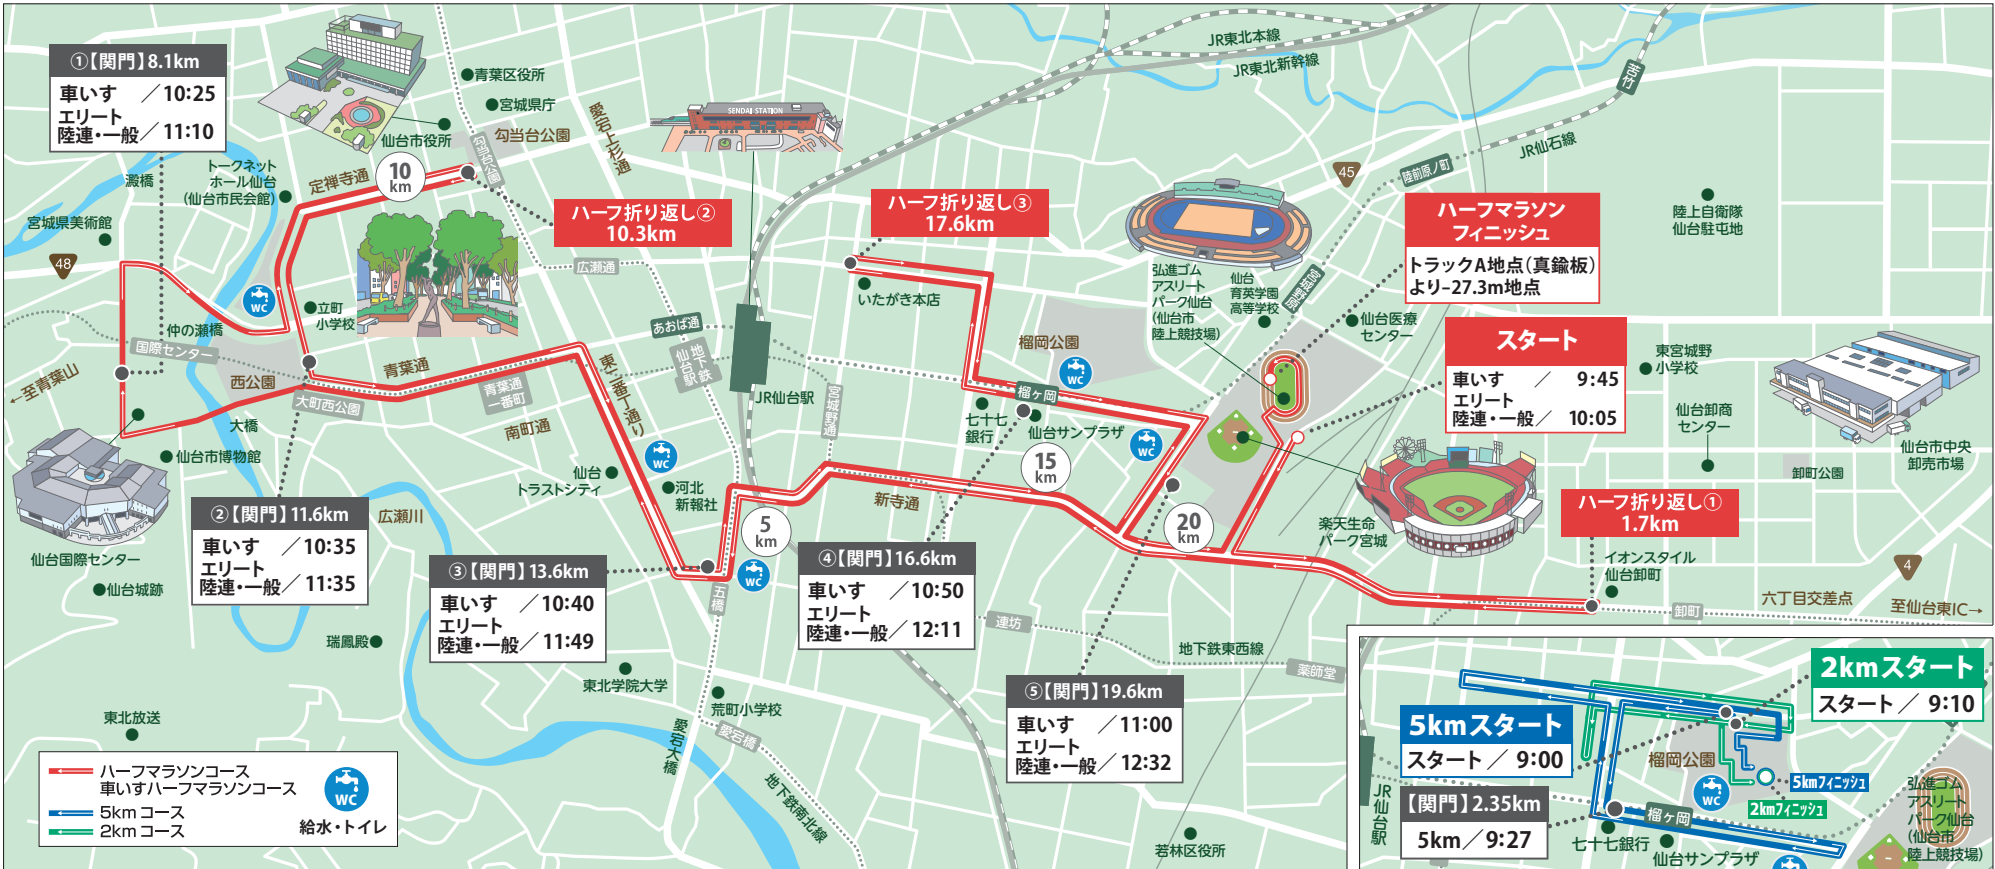 ①【関門】8.1km
車いす ／10:25
エリート
陸連・一般／11:10
青葉区役所
宮城県庁
勾当台公園
仙台市役所
勾当台公園
愛宕上杉通
SENDAI STATION
JR東北本線
JR東北新幹線
苦竹
JR仙石線
陸前原ノ町
45
トークネット
ホール仙台
(仙台市民会館)
澱橋
定禅寺通
10
km
宮城県美術館
48
ハーフ折り返し②
10.3km
ハーフ折り返し③
17.6km
ハーフマラソン
フィニッシュ
トラックA地点(真鍮板)
より-27.3m地点
陸上自衛隊
仙台駐屯地
広瀬通
いたがき本店
弘進ゴム
アスリート
パーク仙台
(仙台市
陸上競技場)
仙台
育英学園
高等学校
宮城野原
仙台医療
センター
WC
立町
小学校
仲の瀬橋
国際センター
←至青葉山
西公園
大町西公園
大橋
青葉通
青葉通
一番町
南町通
東二番丁通り
あおば通
地下鉄
仙台駅
JR仙台駅
宮城野通
榴岡公園
WC
榴ヶ岡
七十七
銀行
仙台サンプラザ
WC
スタート
車いす ／ 9:45
エリート
陸連・一般／ 10:05
東宮城野
小学校
仙台卸商
センター
仙台市中央
卸売市場
卸町公園
仙台市博物館
仙台
トラストシティ
WC
河北
新報社
5
km
新寺通
15
km
20
km
楽天生命
パーク宮城
ハーフ折り返し①
1.7km
イオンスタイル
仙台卸町
4
仙台国際センター
仙台城跡
②【関門】11.6km
車いす ／10:35
エリート
陸連・一般／11:35
広瀬川
瑞鳳殿
③【関門】13.6km
車いす ／10:40
エリート
陸連・一般／11:49
WC
五橋
④【関門】16.6km
車いす ／10:50
エリート
陸連・一般／12:11
連坊
地下鉄東西線
薬師堂
卸町
六丁目交差点
至仙台東IC→
東北学院大学
荒町小学校
愛宕橋
愛宕大橋
地下鉄南北線
⑤【関門】19.6km
車いす ／11:00
エリート
陸連・一般／12:32
若林区役所
東北放送
ハーフマラソンコース
車いすハーフマラソンコース
5kmコース
2kmコース
WC
給水・トイレ
2kmスタート
スタート／ 9:10
5kmスタート
スタート／ 9:00
榴岡公園
WC
5kmフィニッシュ
2kmフィニッシュ
JR仙台駅
【関門】2.35km
5km／9:27
榴ヶ岡
七十七銀行
仙台サンプラザ
弘進ゴム
アスリート
パーク仙台
(仙台市
陸上競技場)